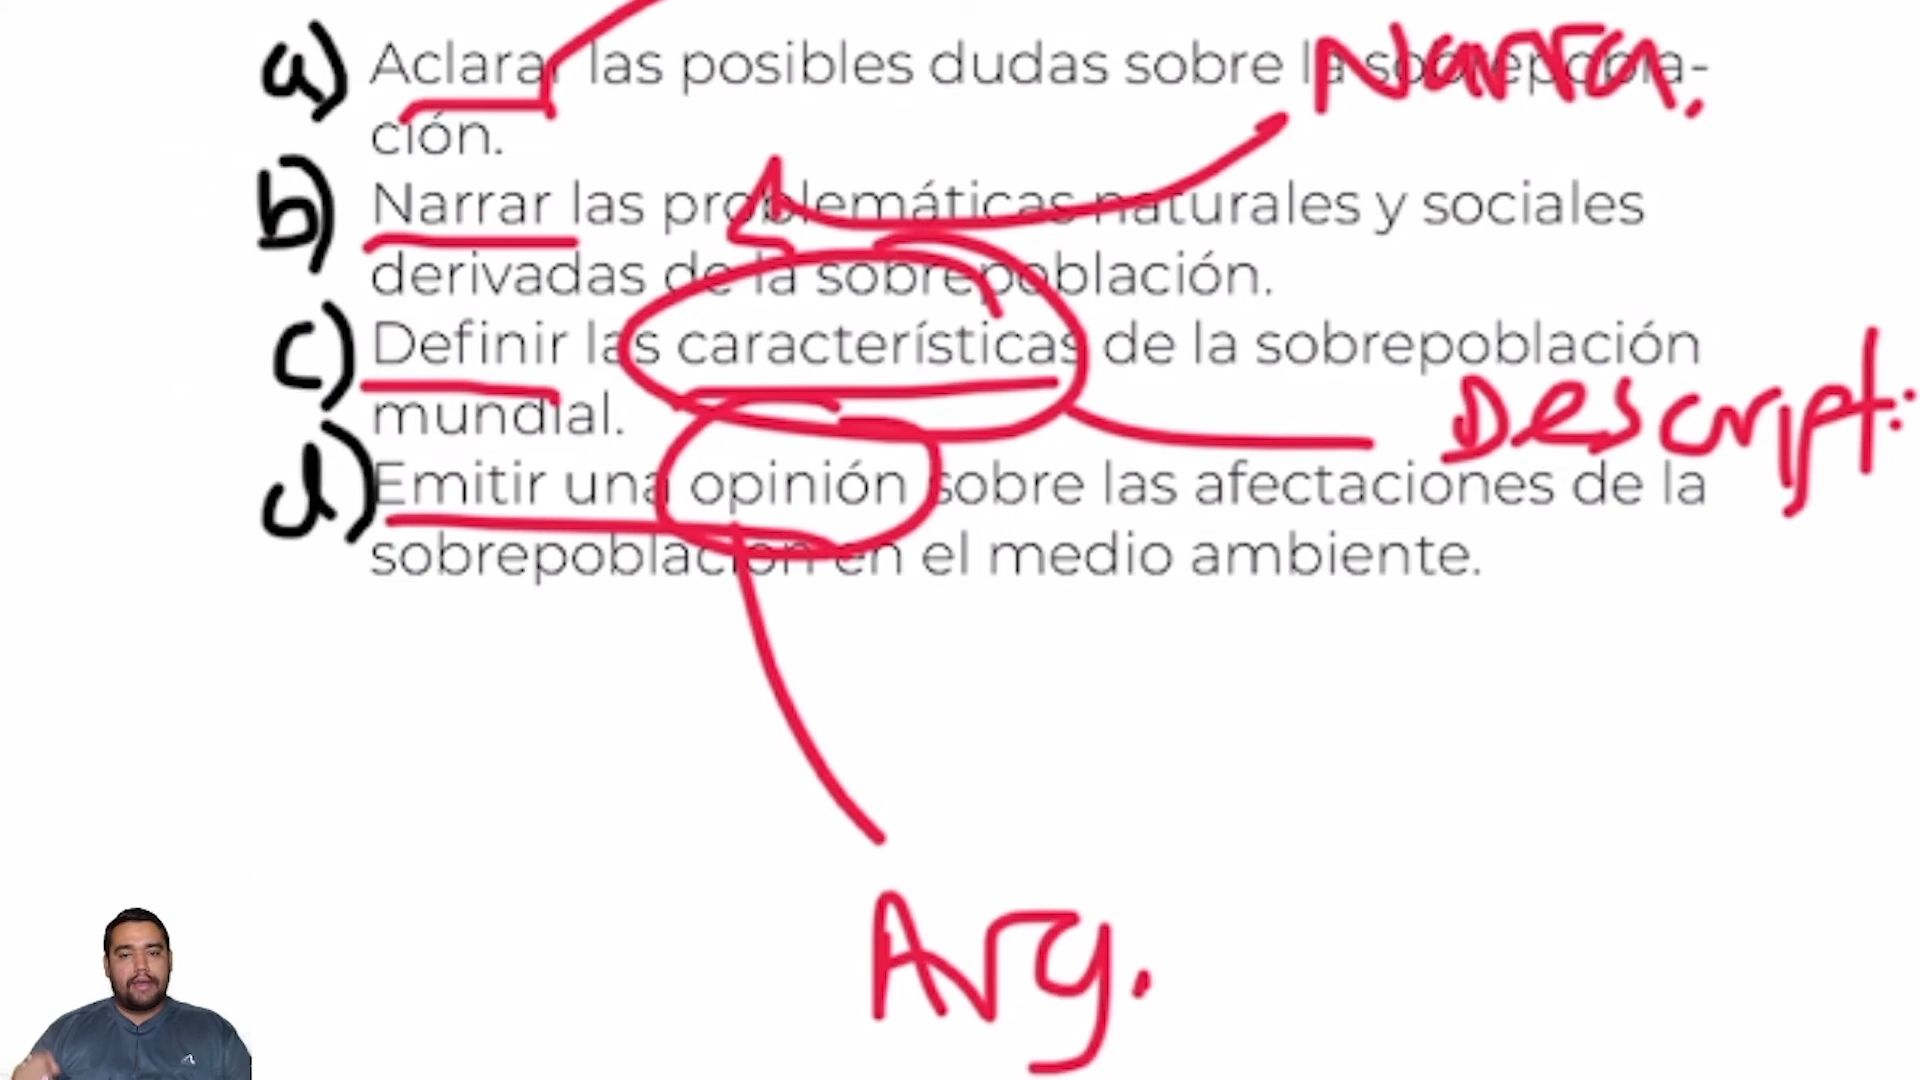 a) Aclarar las posibles dudas sobre la sobrepobla-
Narra.
ción.
b) Narrar las problemáticas naturales y sociales
derivadas de la sobrepoblación.
c) Definir las características de la sobrepoblación
mundial.
Descript.
d) Emitir una opinión sobre las afectaciones de la
sobrepoblación en el medio ambiente.
Arg.